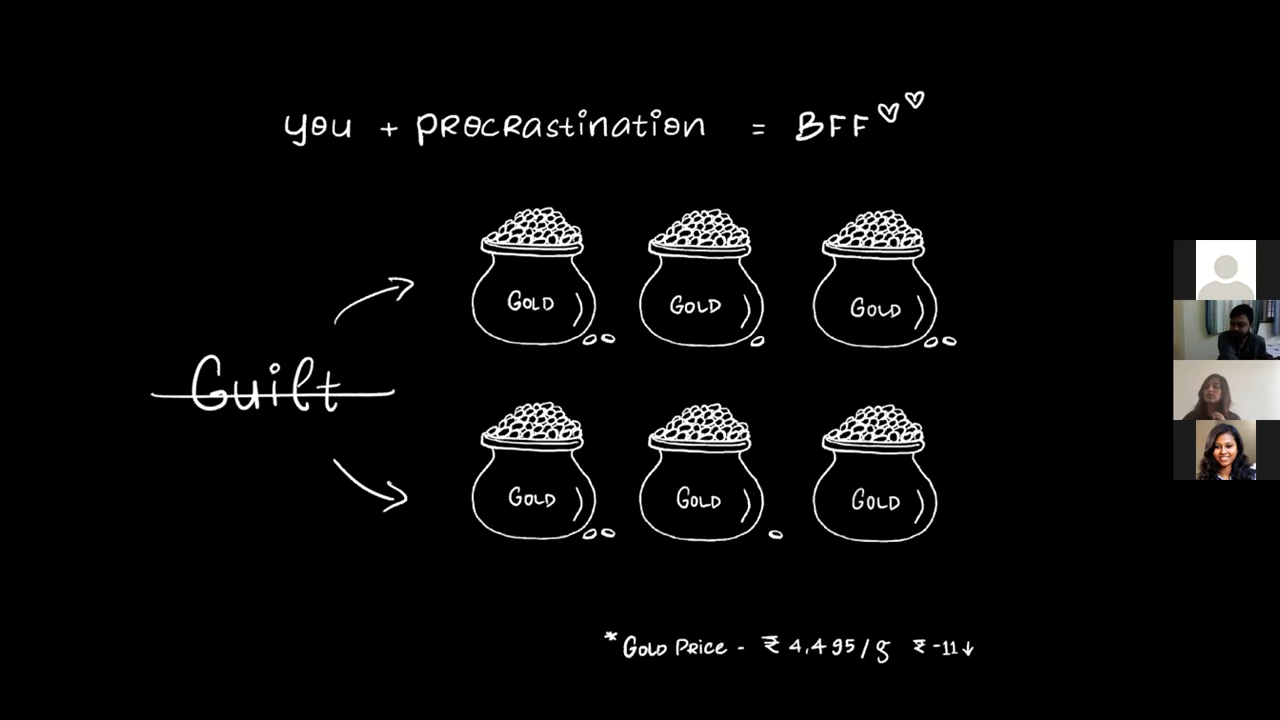 you + procrastination = BFF
GOLD GOLD GOLD
Guilt
GOLD GOLD GOLD
*Gold Price - ₹ 4,495/g ₹ -11↓